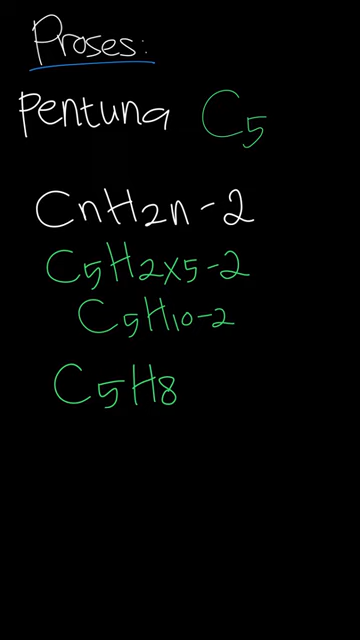 Proses:
Pentuna C5
CnH2n-2
C5H2x5-2
C5H10-2
C5H8